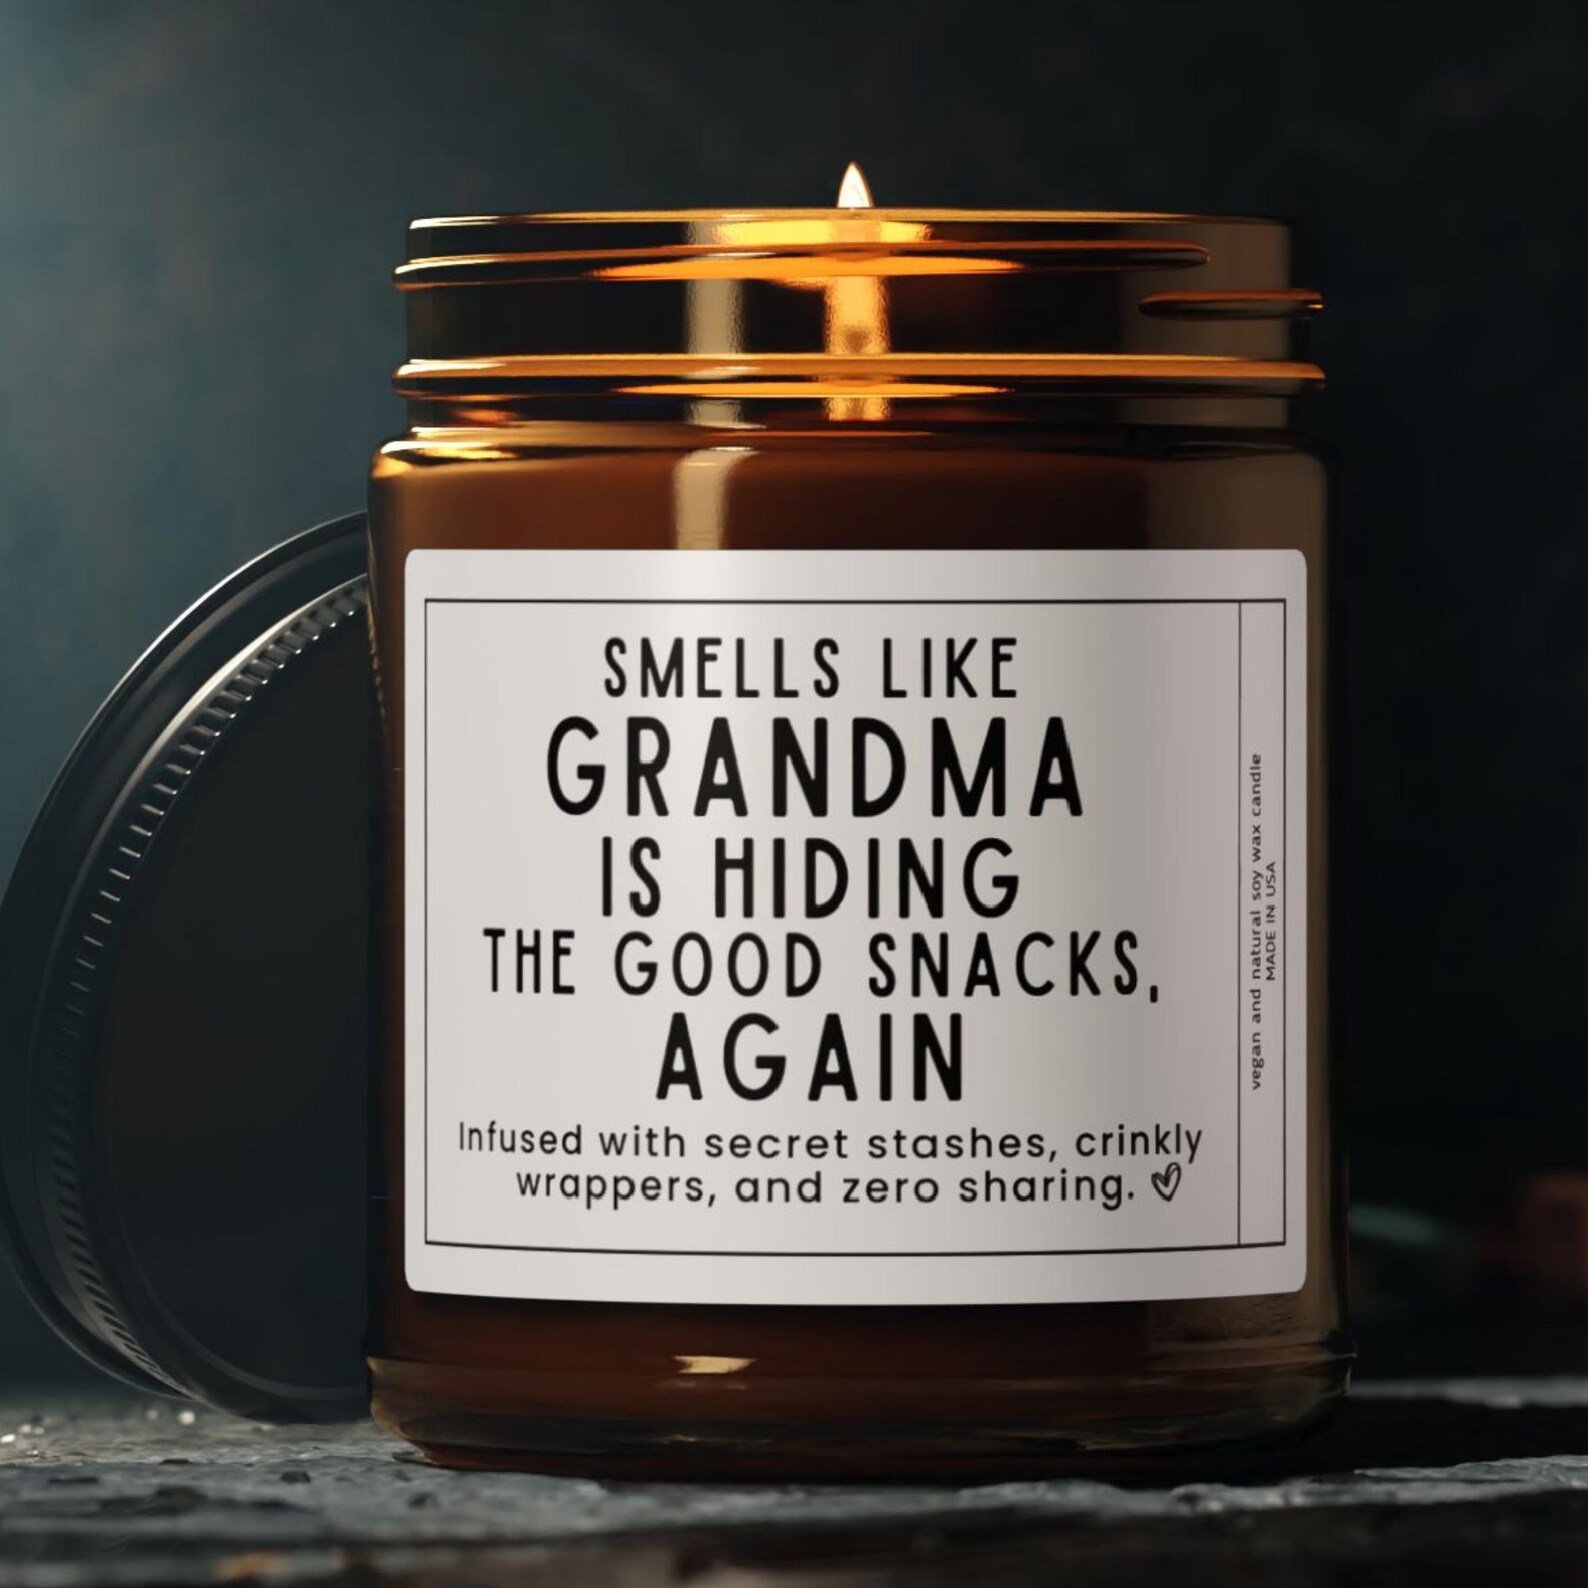 SMELLS LIKE
GRANDMA
IS HIDING
THE GOOD SNACKS,
AGAIN
Infused with secret stashes, crinkly
wrappers, and zero sharing.
vegan and natural soy wax candle
MADE IN USA